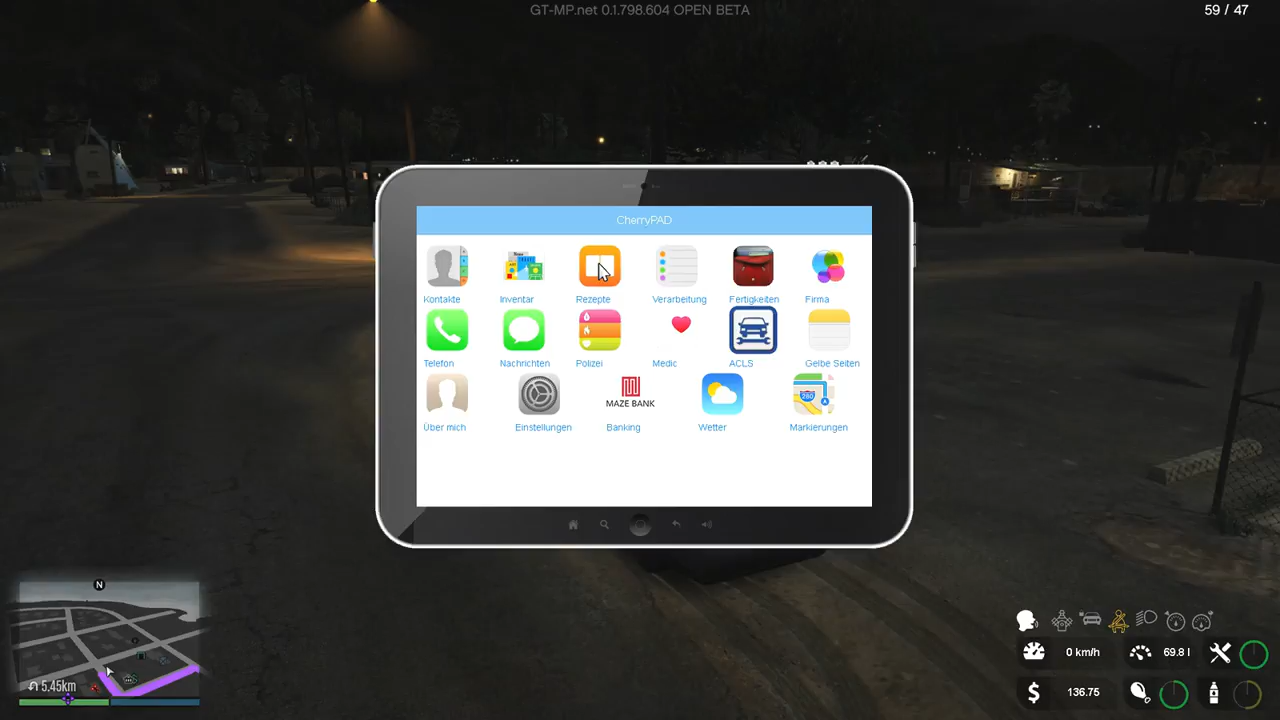 GT-MP.net 0.1.798.604 OPEN BETA
59 / 47
CherryPAD
Kontakte Inventar Rezepte Verarbeitung Fertigkeiten Firma
280
Telefon Nachrichten Polizei Medic ACLS Gelbe Seiten
MAZE BANK
Über mich Einstellungen Banking Wetter Markierungen
N
5.45km
0 km/h 69.8 l
$ 136.75